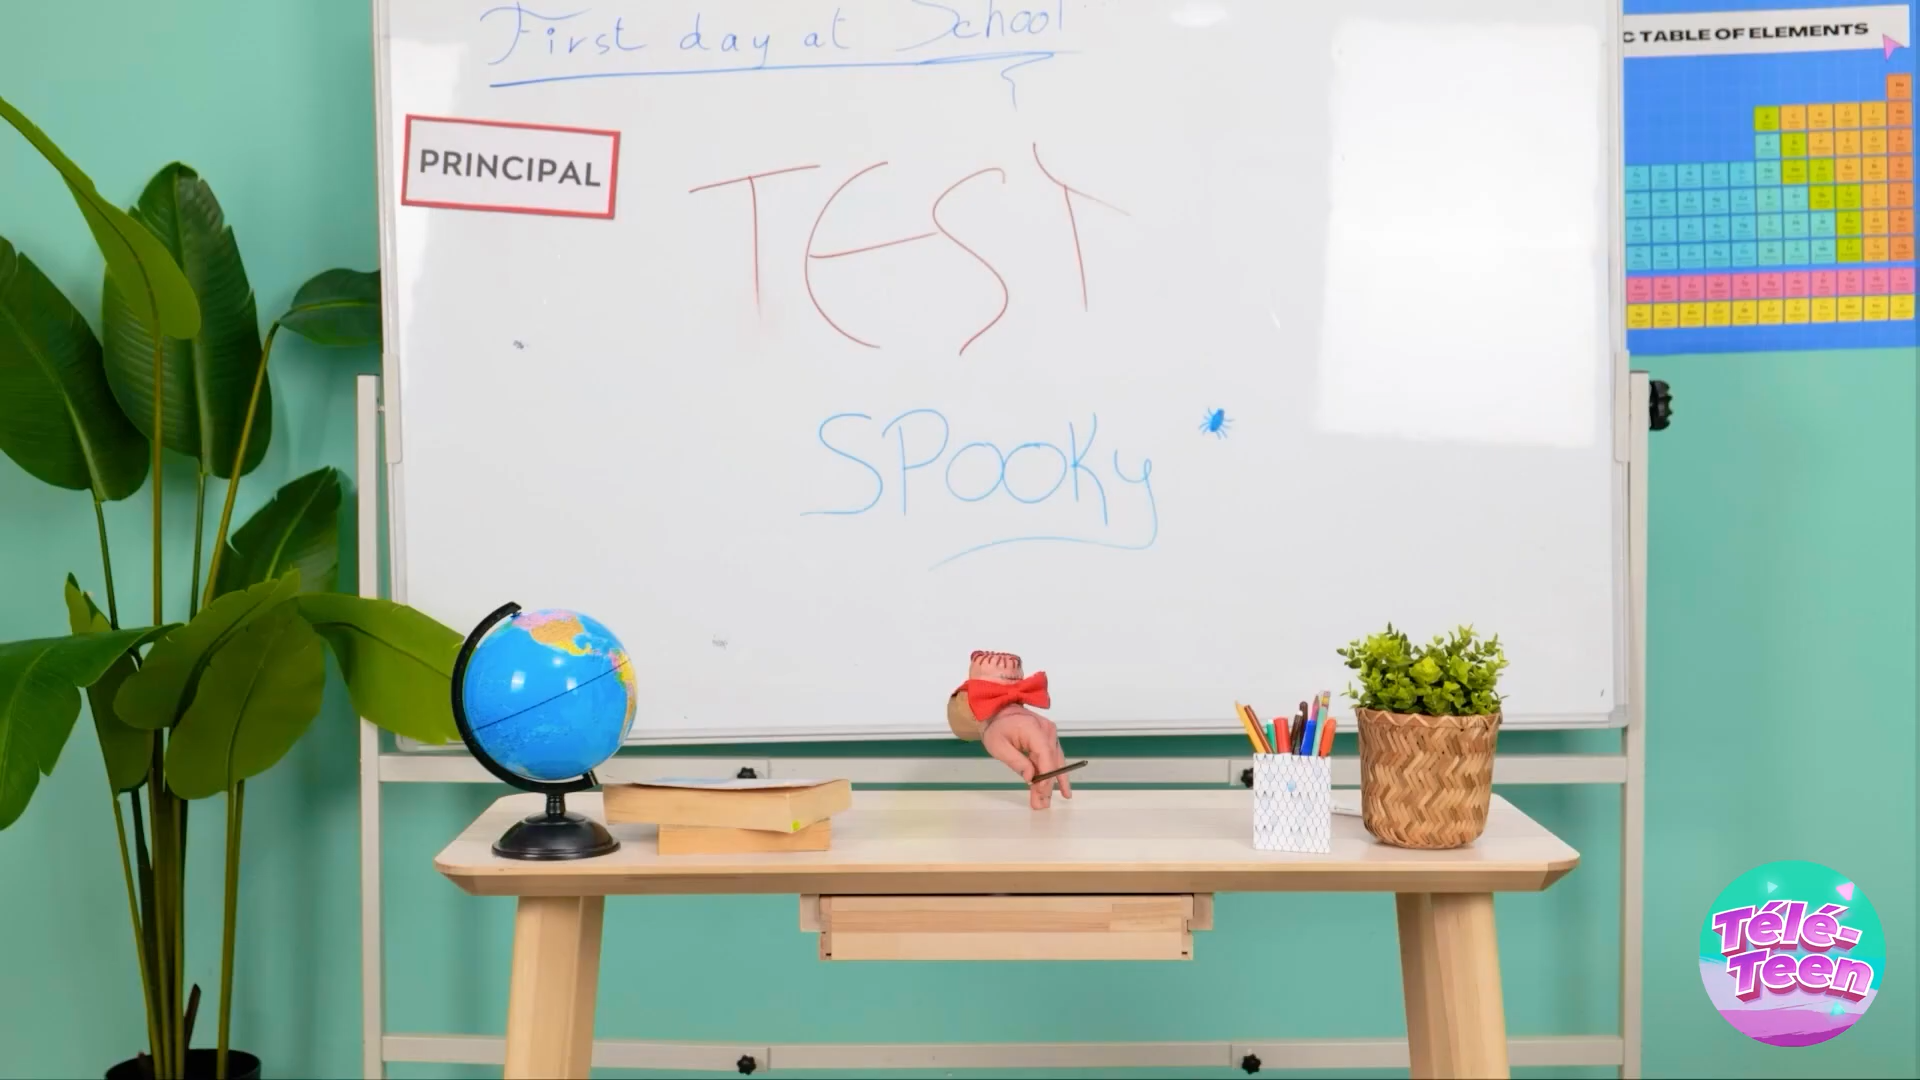 First day at School
C TABLE OF ELEMENTS
PRINCIPAL
TEST
SPOOKY
Télé-
Teen